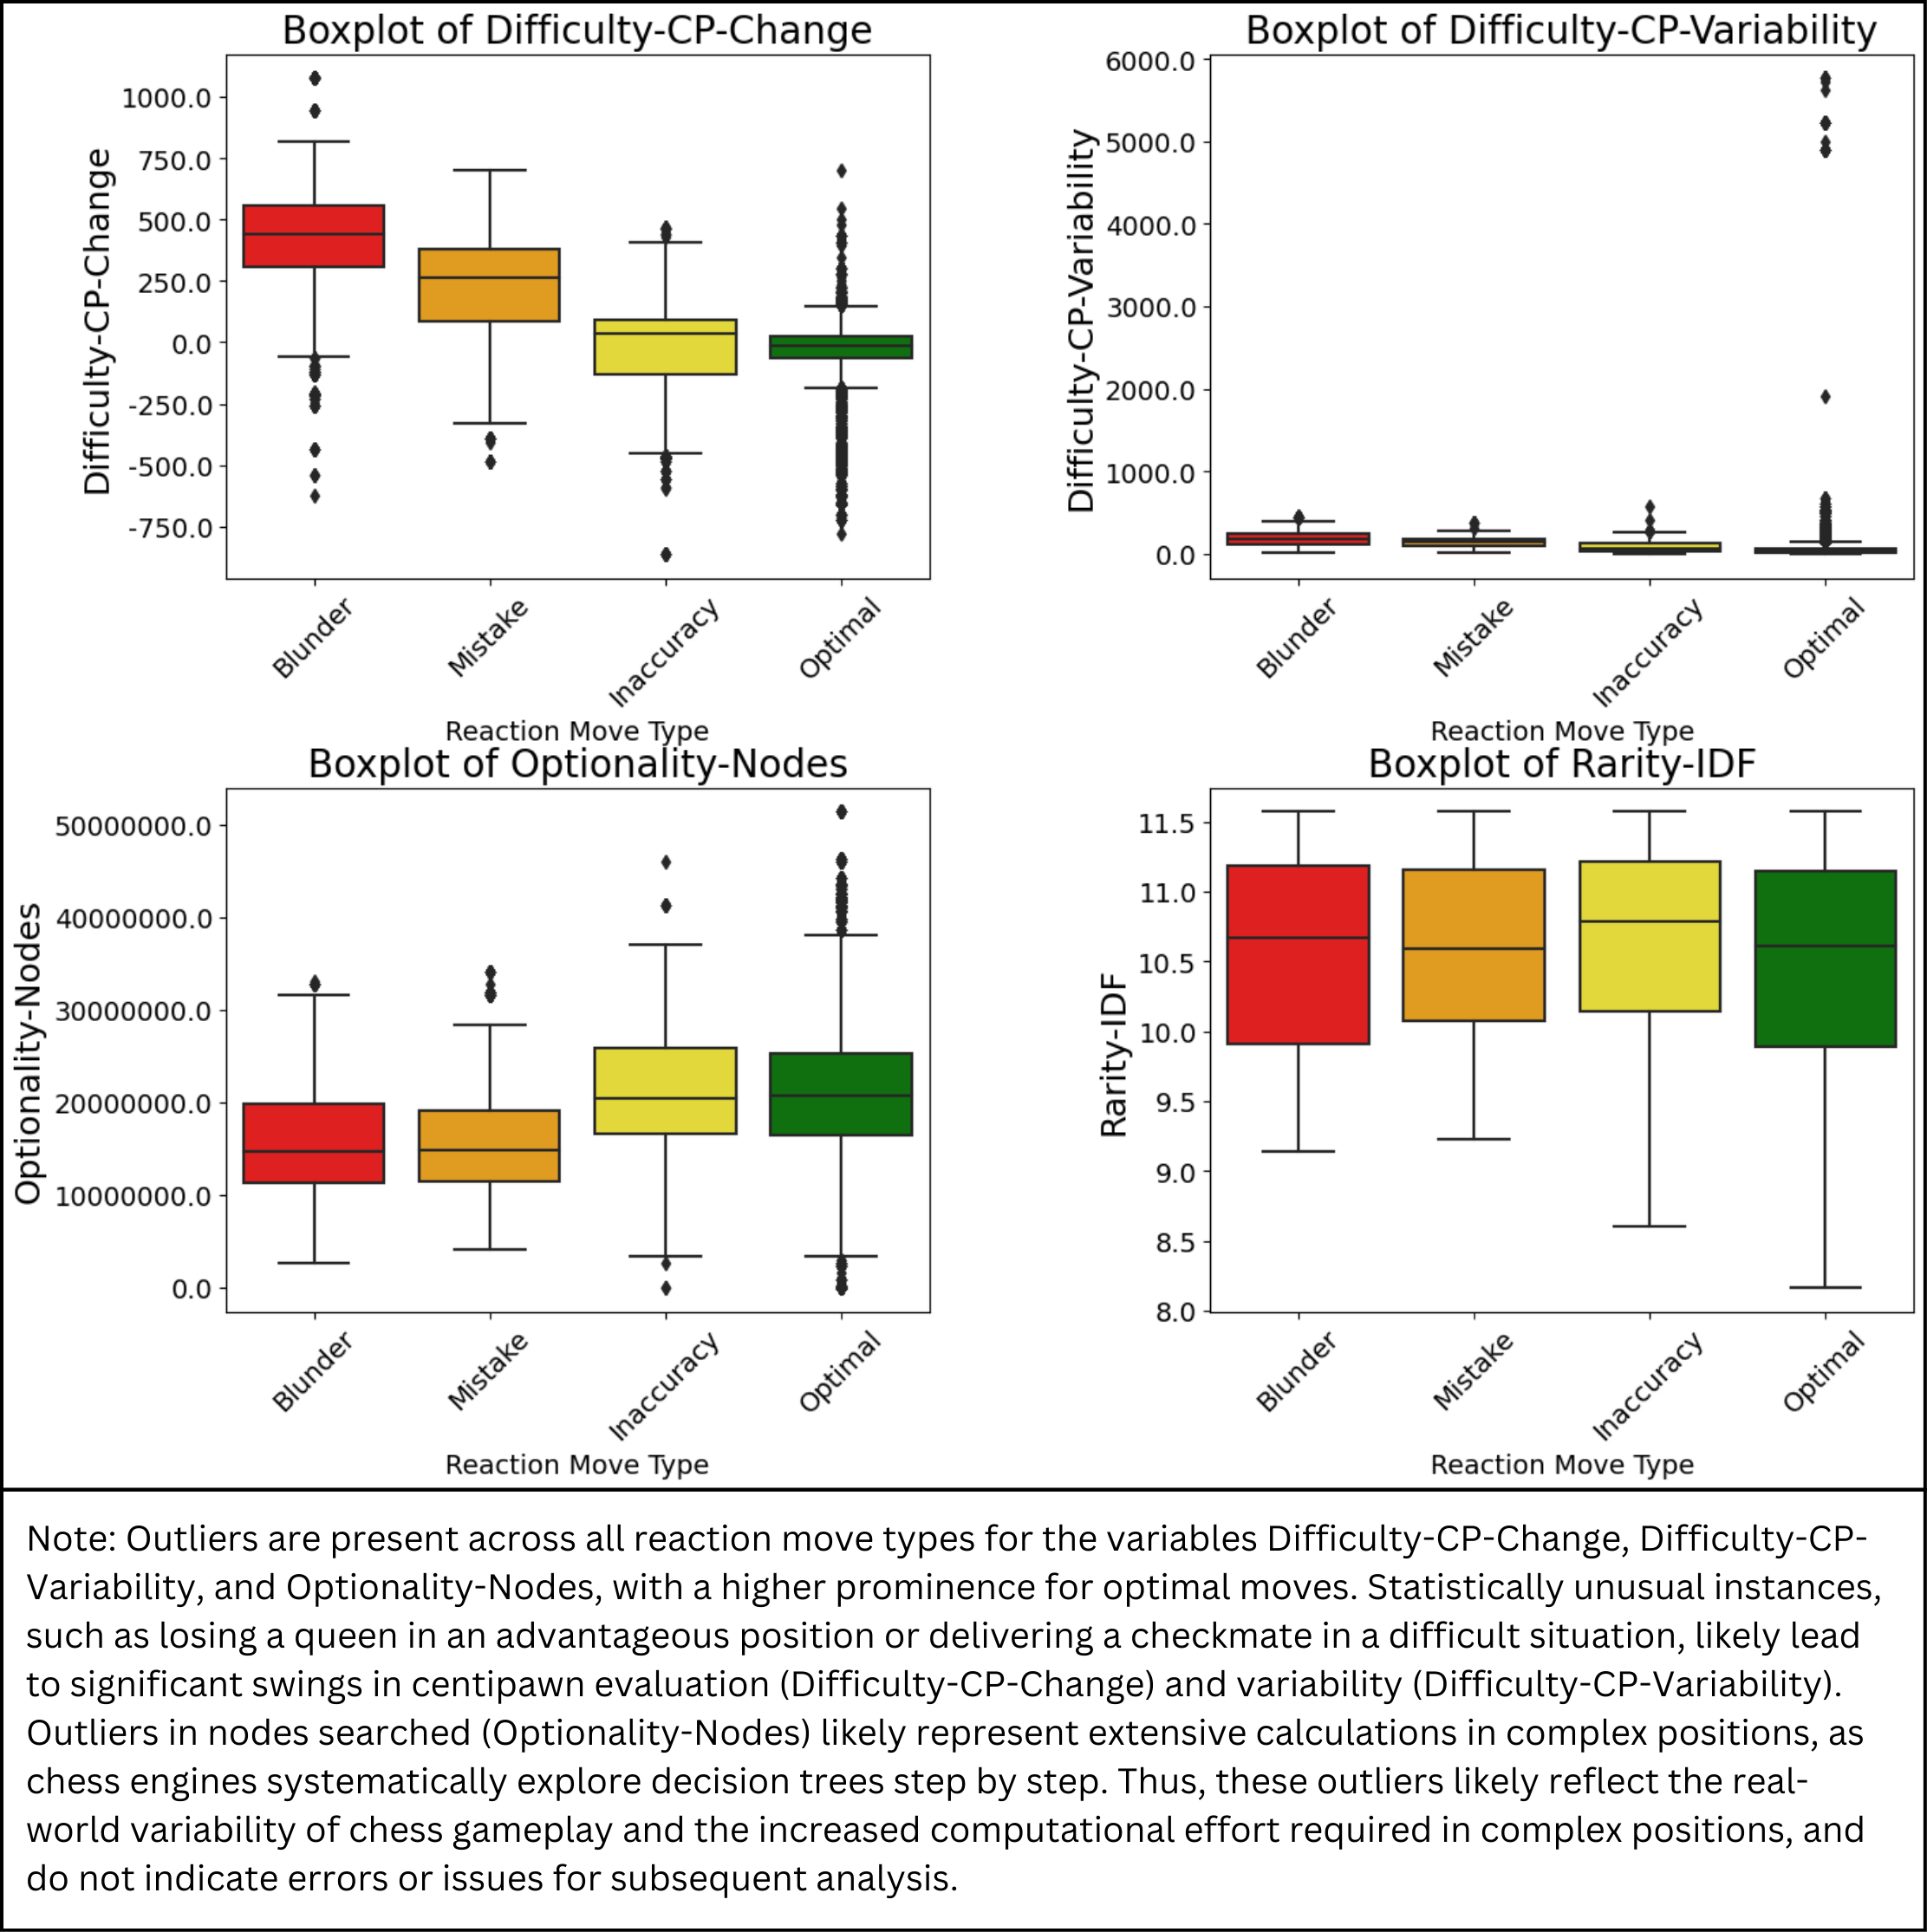 Boxplot of Difficulty-CP-Change
Difficulty-CP-Change
1000.0
750.0
500.0
250.0
0.0
-250.0
-500.0
-750.0
Blunder
Mistake
Inaccuracy
Optimal
Reaction Move Type
Boxplot of Difficulty-CP-Variability
Difficulty-CP-Variability
6000.0
5000.0
4000.0
3000.0
2000.0
1000.0
0.0
Blunder
Mistake
Inaccuracy
Optimal
Reaction Move Type
Boxplot of Optionality-Nodes
Optionality-Nodes
50000000.0
40000000.0
30000000.0
20000000.0
10000000.0
0.0
Blunder
Mistake
Inaccuracy
Optimal
Reaction Move Type
Boxplot of Rarity-IDF
Rarity-IDF
11.5
11.0
10.5
10.0
9.5
9.0
8.5
8.0
Blunder
Mistake
Inaccuracy
Optimal
Reaction Move Type
Note: Outliers are present across all reaction move types for the variables Difficulty-CP-Change, Difficulty-CP-
Variability, and Optionality-Nodes, with a higher prominence for optimal moves. Statistically unusual instances,
such as losing a queen in an advantageous position or delivering a checkmate in a difficult situation, likely lead
to significant swings in centipawn evaluation (Difficulty-CP-Change) and variability (Difficulty-CP-Variability).
Outliers in nodes searched (Optionality-Nodes) likely represent extensive calculations in complex positions, as
chess engines systematically explore decision trees step by step. Thus, these outliers likely reflect the real-
world variability of chess gameplay and the increased computational effort required in complex positions, and
do not indicate errors or issues for subsequent analysis.